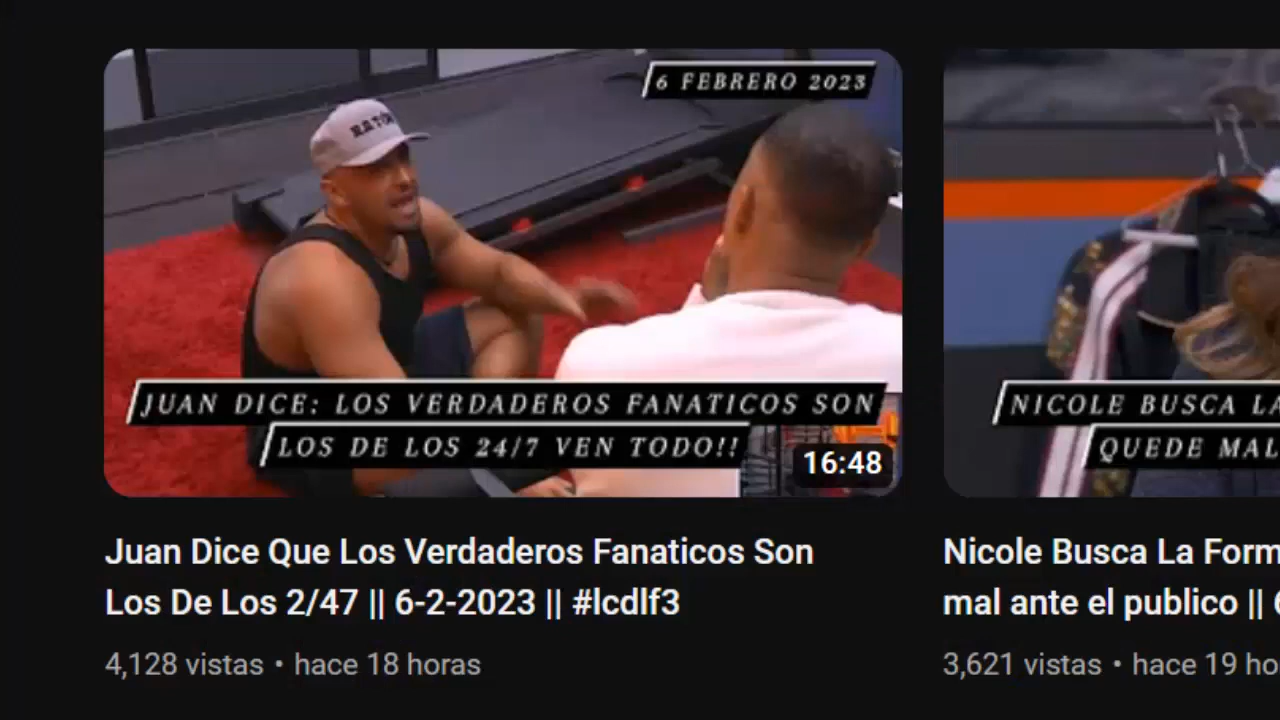 6 FEBRERO 2023
JUAN DICE: LOS VERDADEROS FANATICOS SON
LOS DE LOS 24/7 VEN TODO!!
16:48
Juan Dice Que Los Verdaderos Fanaticos Son
Los De Los 2/47 || 6-2-2023 || #lcdlf3
4,128 vistas • hace 18 horas
NICOLE BUSCA LA
QUEDE MAL
Nicole Busca La Form
mal ante el publico || 6
3,621 vistas • hace 19 ho